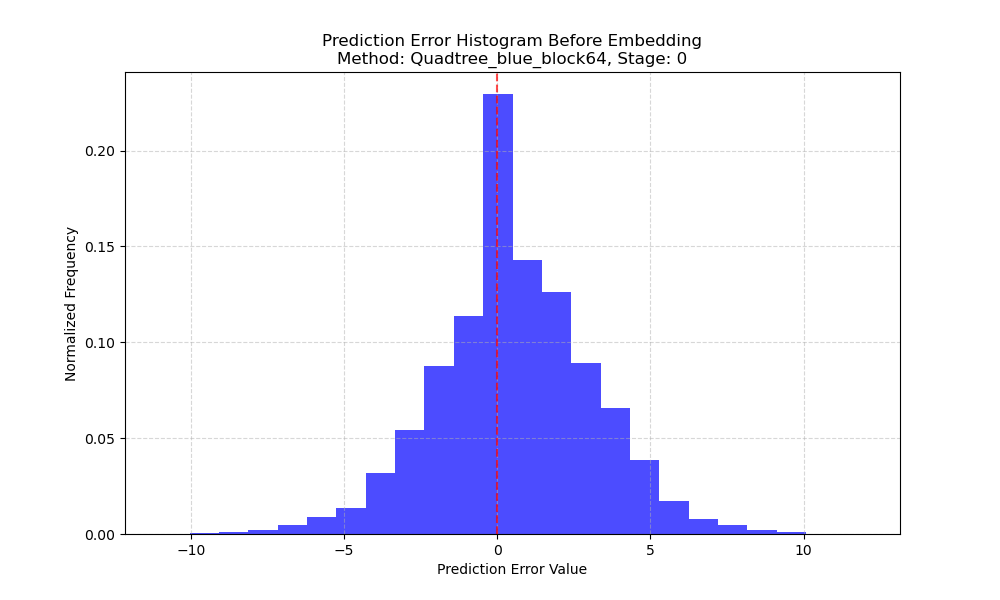 Prediction Error Histogram Before Embedding
Method: Quadtree_blue_block64, Stage: 0
Normalized Frequency
0.20
0.15
0.10
0.05
0.00
−10
−5
0
5
10
Prediction Error Value